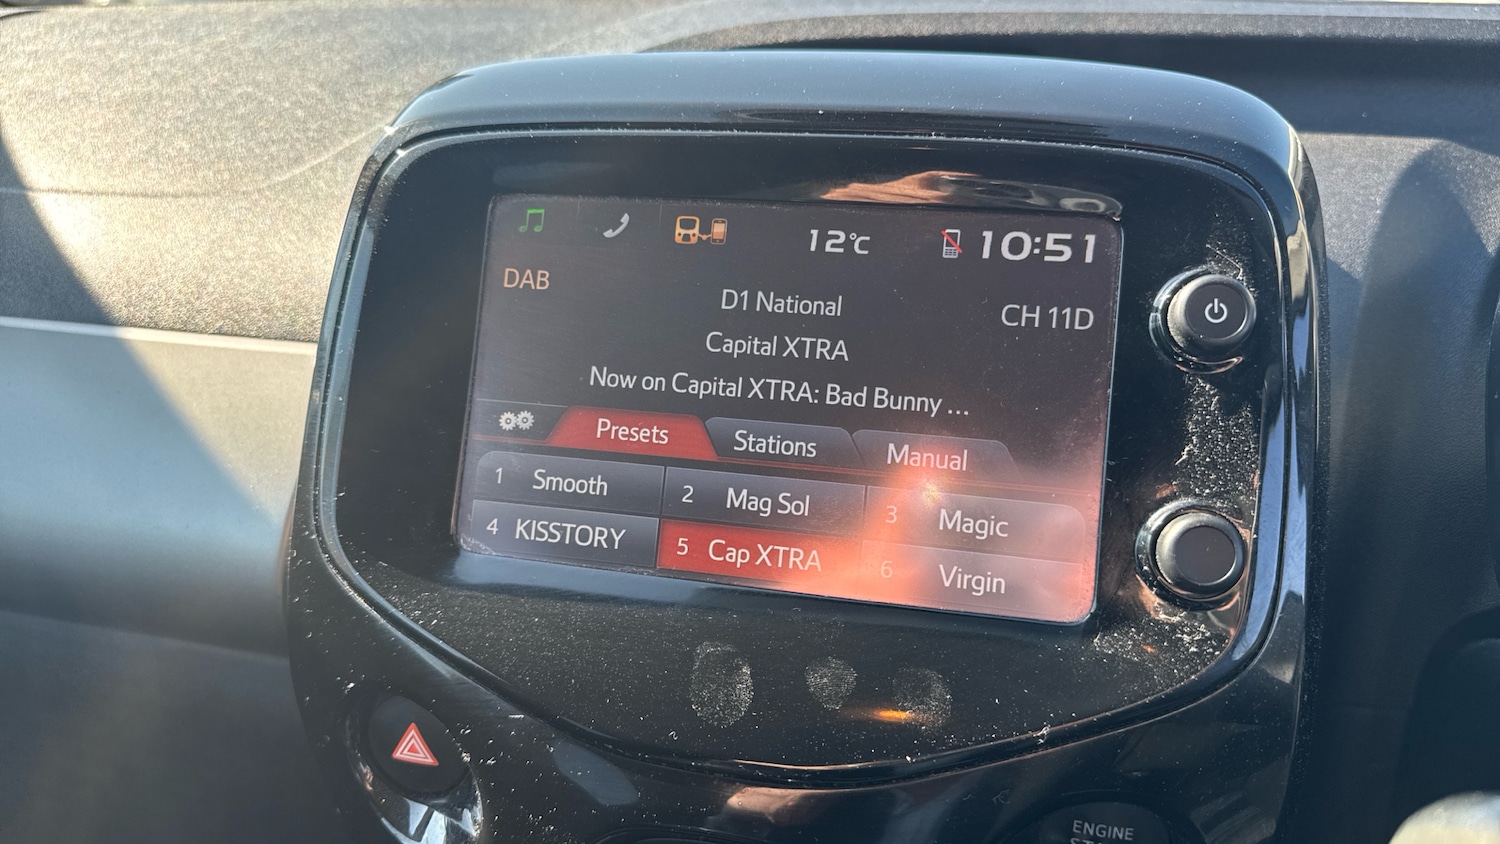 12°C 10:51
DAB
D1 National
CH 11D
Capital XTRA
Now on Capital XTRA: Bad Bunny ...
Presets Stations Manual
1 Smooth 2 Mag Sol 3 Magic
4 KISSTORY 5 Cap XTRA 6 Virgin
ENGINE